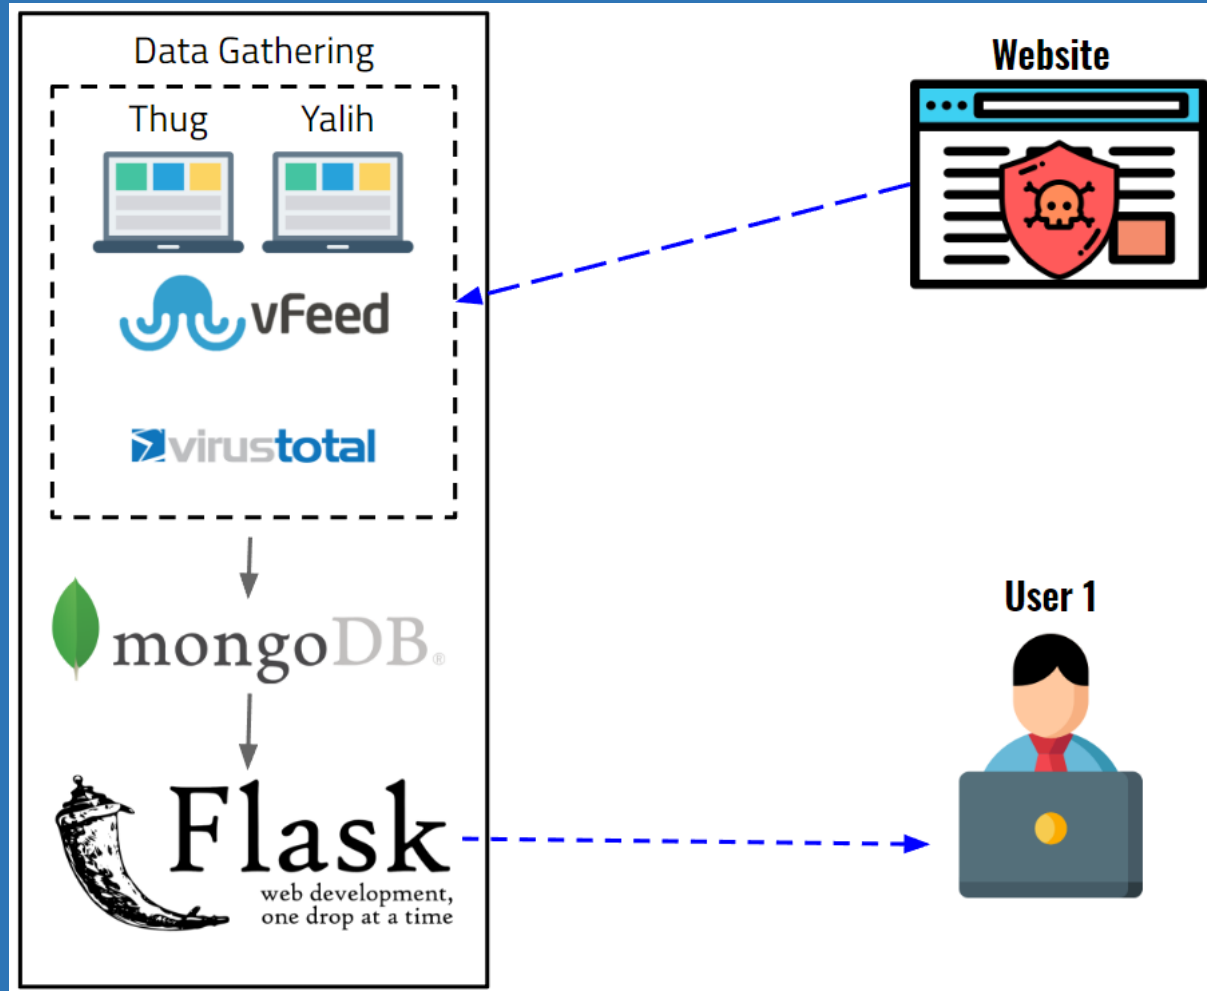 Data Gathering
Thug
Yalih
vFeed
virustotal
mongoDB®
Flask
web development,
one drop at a time
Website
User 1